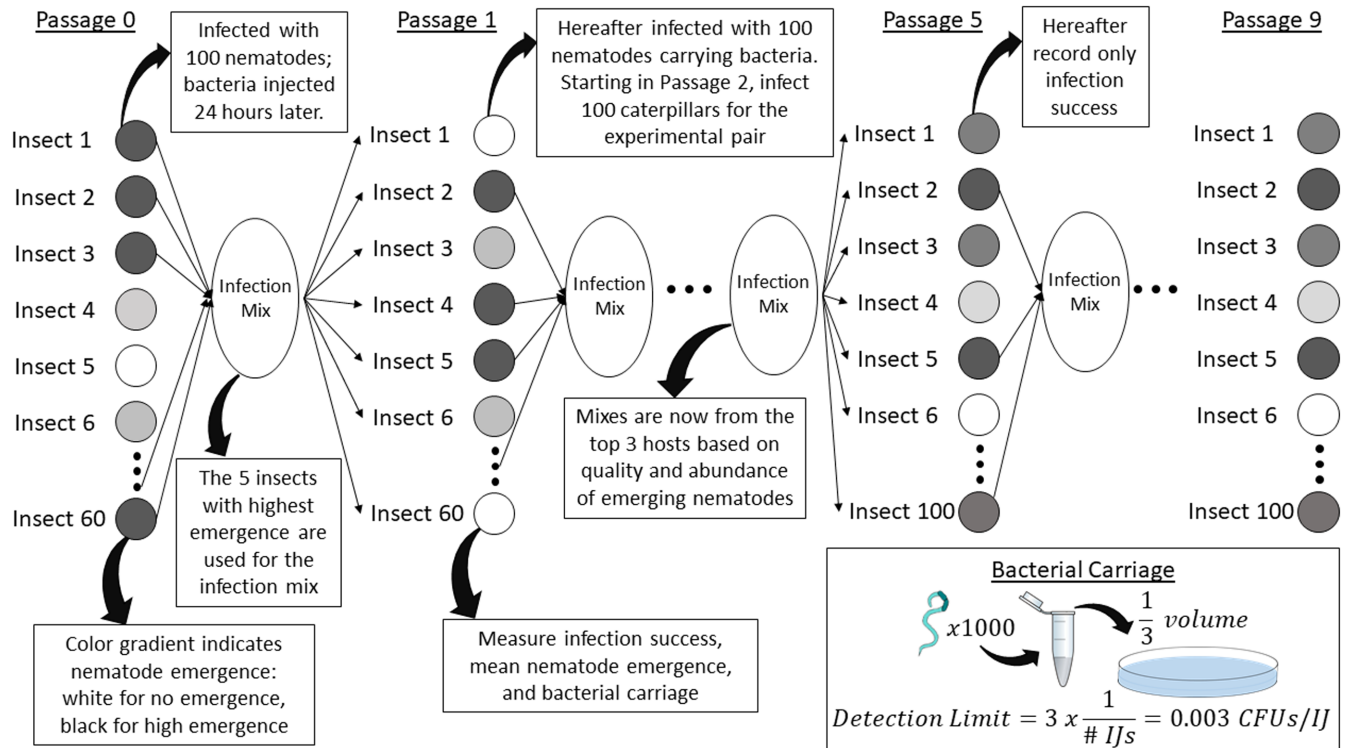 Passage 0
Infected with
100 nematodes;
bacteria injected
24 hours later.
Insect 1
Insect 2
Insect 3
Insect 4
Insect 5
Insect 6
Insect 60
Infection
Mix
The 5 insects
with highest
emergence are
used for the
infection mix
Color gradient indicates
nematode emergence:
white for no emergence,
black for high emergence
Passage 1
Hereafter infected with 100
nematodes carrying bacteria.
Starting in Passage 2, infect
100 caterpillars for the
experimental pair
Insect 1
Insect 2
Insect 3
Insect 4
Insect 5
Insect 6
Insect 60
Infection
Mix
Infection
Mix
Mixes are now from the
top 3 hosts based on
quality and abundance
of emerging nematodes
Measure infection success,
mean nematode emergence,
and bacterial carriage
Passage 5
Hereafter
record only
infection
success
Insect 1
Insect 2
Insect 3
Insect 4
Insect 5
Insect 6
Insect 100
Infection
Mix
Passage 9
Insect 1
Insect 2
Insect 3
Insect 4
Insect 5
Insect 6
Insect 100
Bacterial Carriage
x1000
1/3 volume
Detection Limit = 3 x 1/# IJs = 0.003 CFUs/IJ